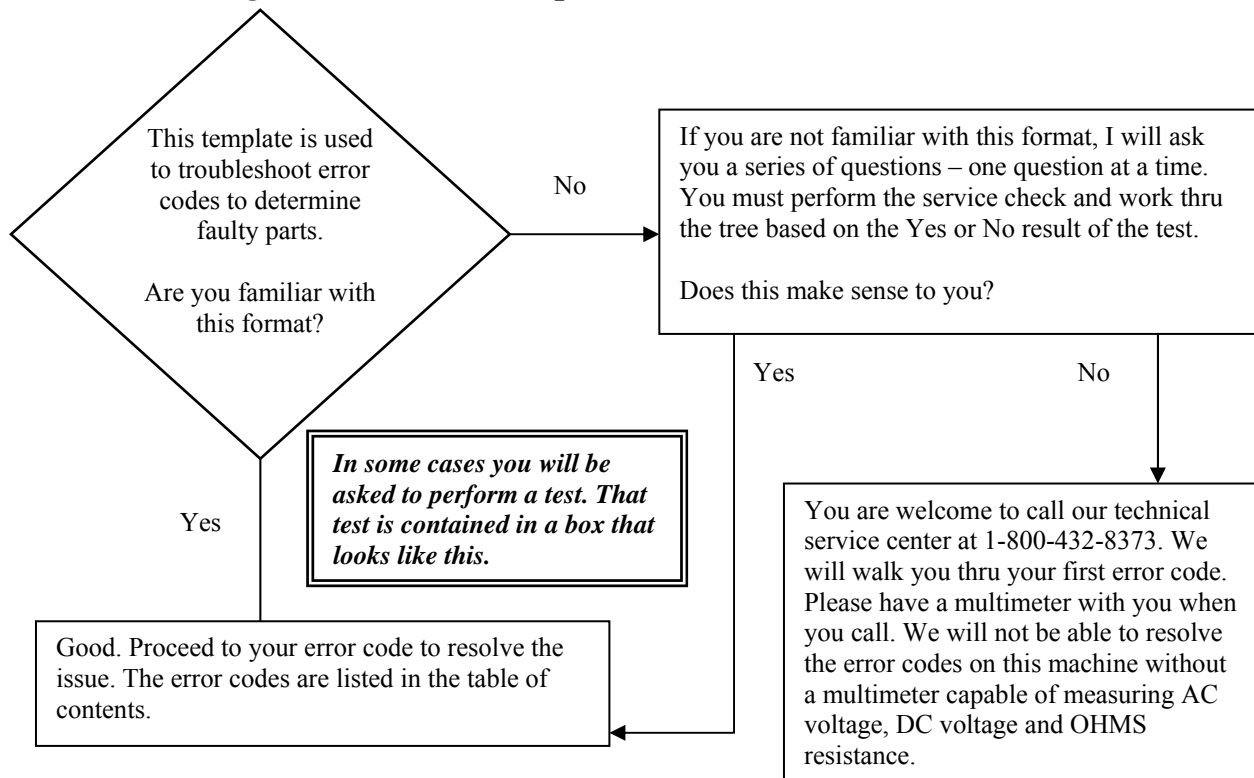 This template is used
to troubleshoot error
codes to determine
faulty parts.
Are you familiar with
this format?
No
If you are not familiar with this format, I will ask
you a series of questions – one question at a time.
You must perform the service check and work thru
the tree based on the Yes or No result of the test.
Does this make sense to you?
Yes
No
In some cases you will be
asked to perform a test. That
test is contained in a box that
looks like this.
Yes
Good. Proceed to your error code to resolve the
issue. The error codes are listed in the table of
contents.
You are welcome to call our technical
service center at 1-800-432-8373. We
will walk you thru your first error code.
Please have a multimeter with you when
you call. We will not be able to resolve
the error codes on this machine without
a multimeter capable of measuring AC
voltage, DC voltage and OHMS
resistance.